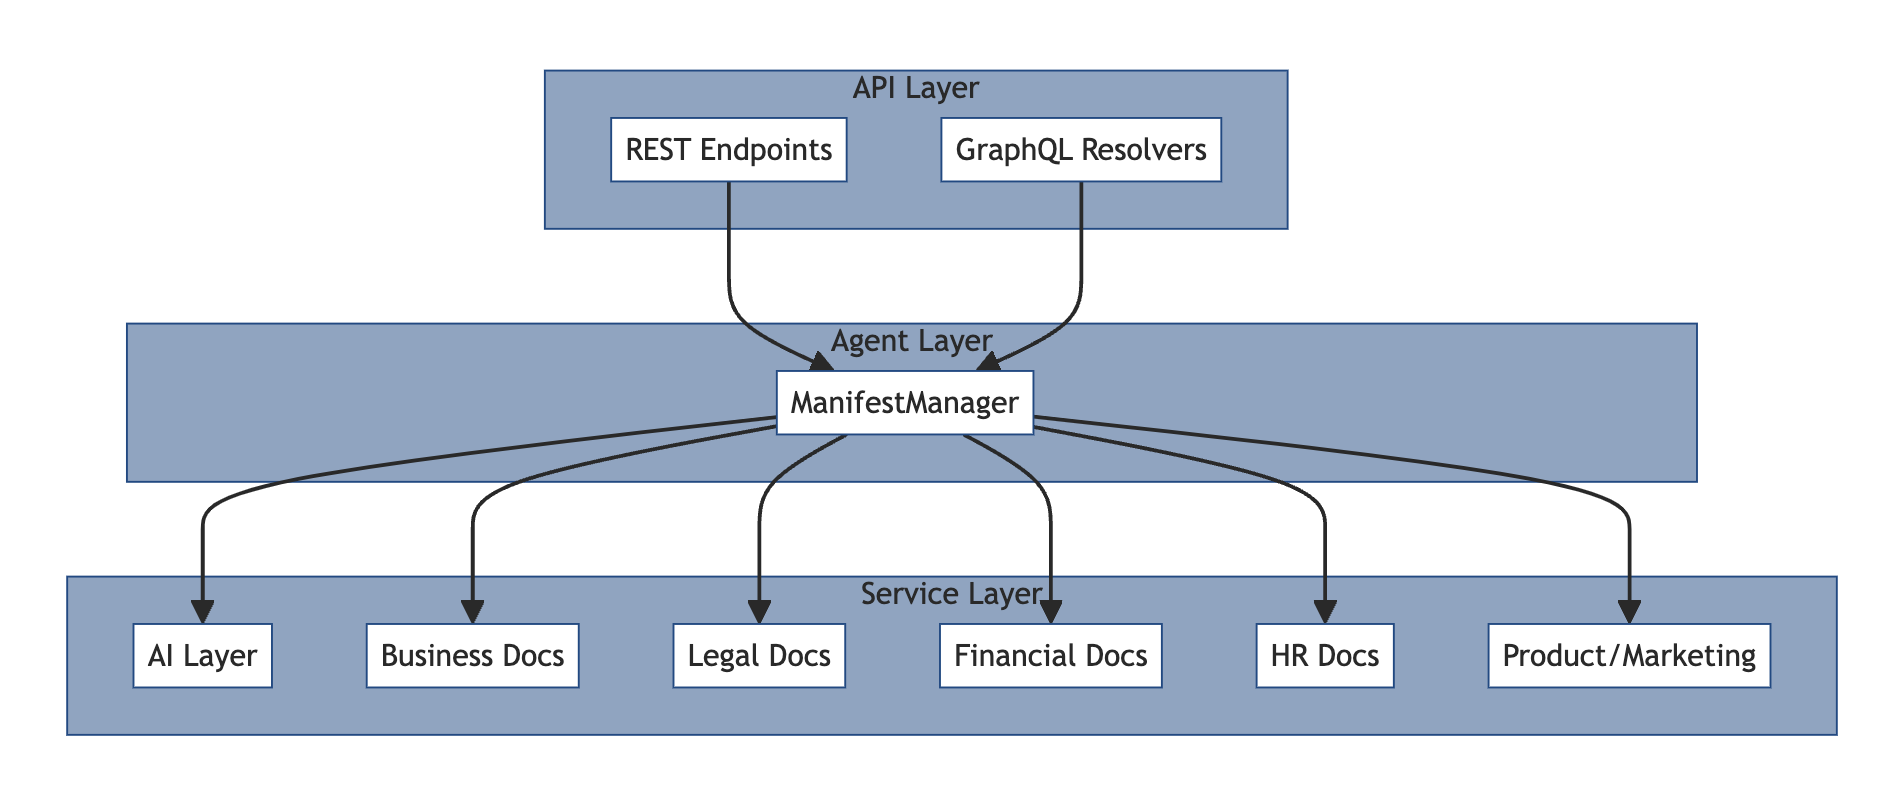 API Layer
REST Endpoints
GraphQL Resolvers
Agent Layer
ManifestManager
Service Layer
AI Layer
Business Docs
Legal Docs
Financial Docs
HR Docs
Product/Marketing